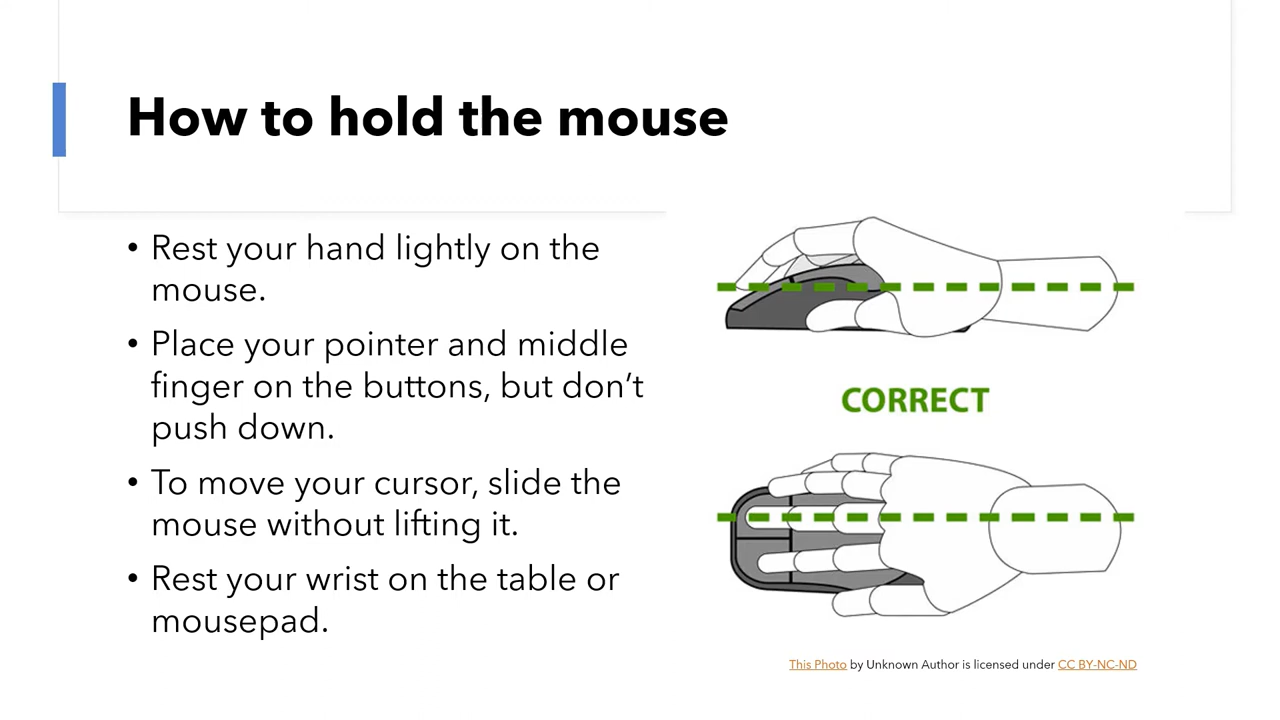 How to hold the mouse
• Rest your hand lightly on the
mouse.
• Place your pointer and middle
finger on the buttons, but don’t
push down.
• To move your cursor, slide the
mouse without lifting it.
• Rest your wrist on the table or
mousepad.
CORRECT
This Photo by Unknown Author is licensed under CC BY-NC-ND